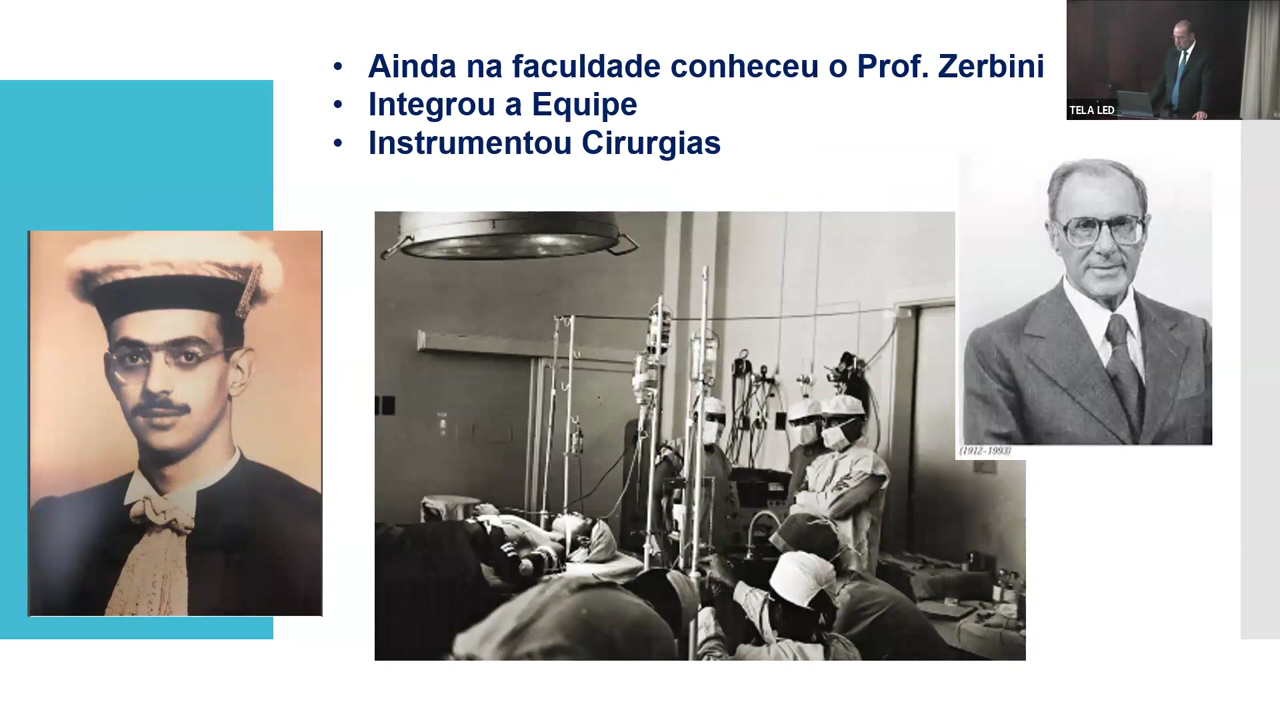 • Ainda na faculdade conheceu o Prof. Zerbini
• Integrou a Equipe
• Instrumentou Cirurgias
TELA LED
(1912-1993)